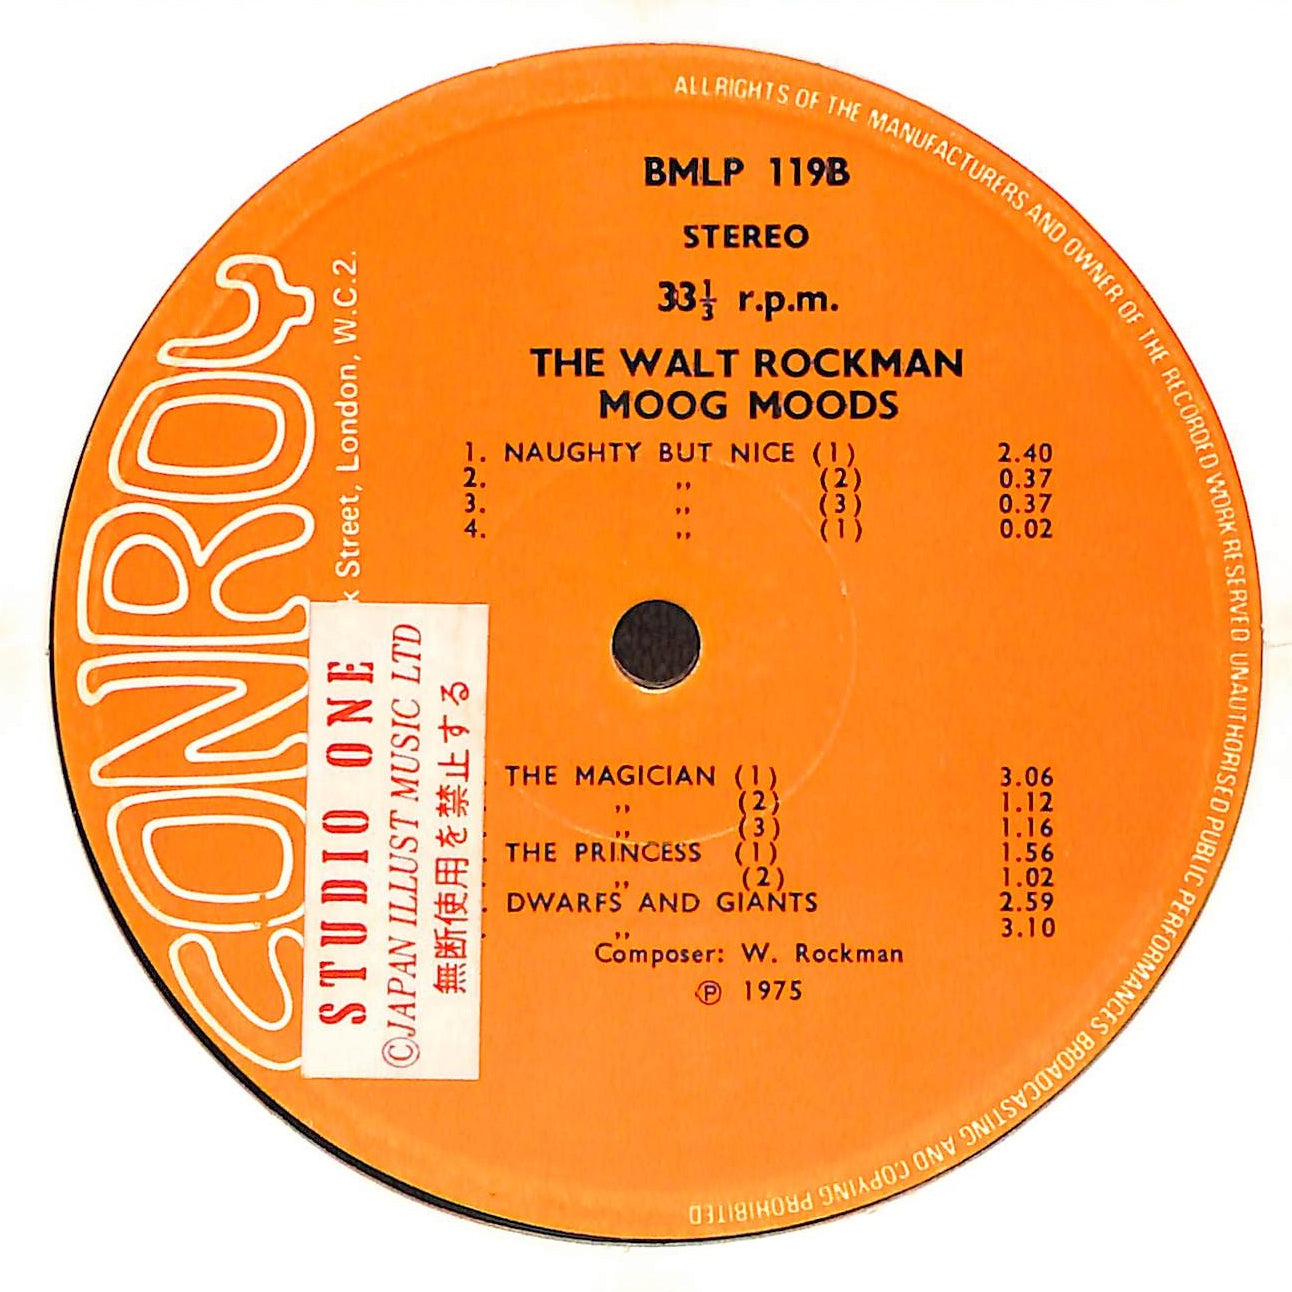 BMLP 119B
STEREO
33⅓ r.p.m.
THE WALT ROCKMAN
MOOG MOODS
1. NAUGHTY BUT NICE (1) 2.40
2. ,, (2) 0.37
3. ,, (3) 0.37
4. ,, (1) 0.02
. THE MAGICIAN (1) 3.06
,, (2) 1.12
. ,, (3) 1.16
. THE PRINCESS (1) 1.56
. ,, (2) 1.02
. DWARFS AND GIANTS 2.59
. ,, 3.10
Composer: W. Rockman
℗ 1975
CONROY
Street, London, W.C.2.
STUDIO ONE
©JAPAN ILLUST MUSIC LTD
無断使用を禁止する
ALL RIGHTS OF THE MANUFACTURERS AND OWNER OF THE RECORDED WORK RESERVED UNAUTHORISED PUBLIC PERFORMANCES BROADCASTING AND COPYING PROHIBITED